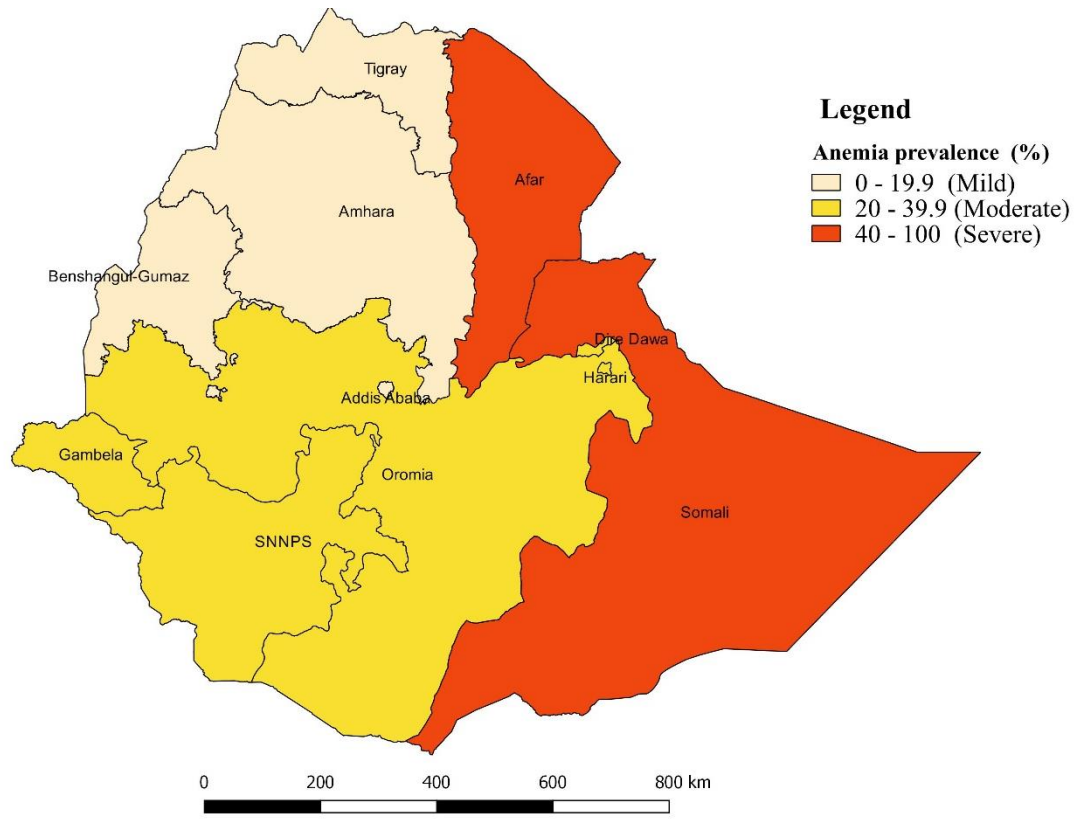 Tigray
Legend
Anemia prevalence (%)
Afar
0 - 19.9 (Mild)
20 - 39.9 (Moderate)
Amhara
40 - 100 (Severe)
Benshangul-Gumaz
Dire Dawa
Harari
Addis Ababa
Gambela
Oromia
Somali
SNNPS
0 200 400 600 800 km